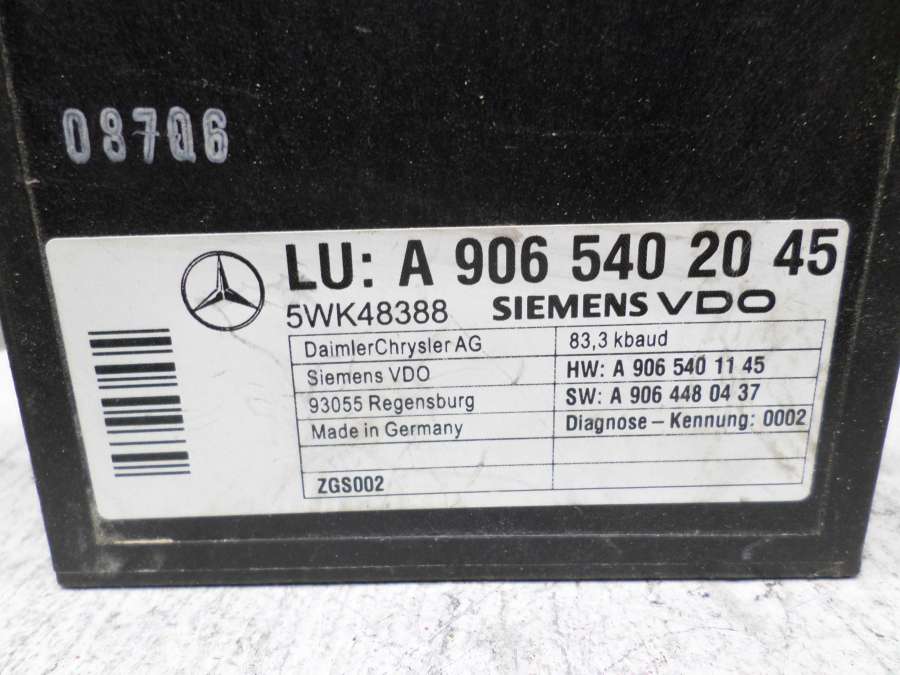 08706
LU: A 906 540 20 45
5WK48388 SIEMENS VDO
DaimlerChrysler AG 83,3 kbaud
Siemens VDO HW: A 906 540 11 45
93055 Regensburg SW: A 906 448 04 37
Made in Germany Diagnose – Kennung: 0002
ZGS002